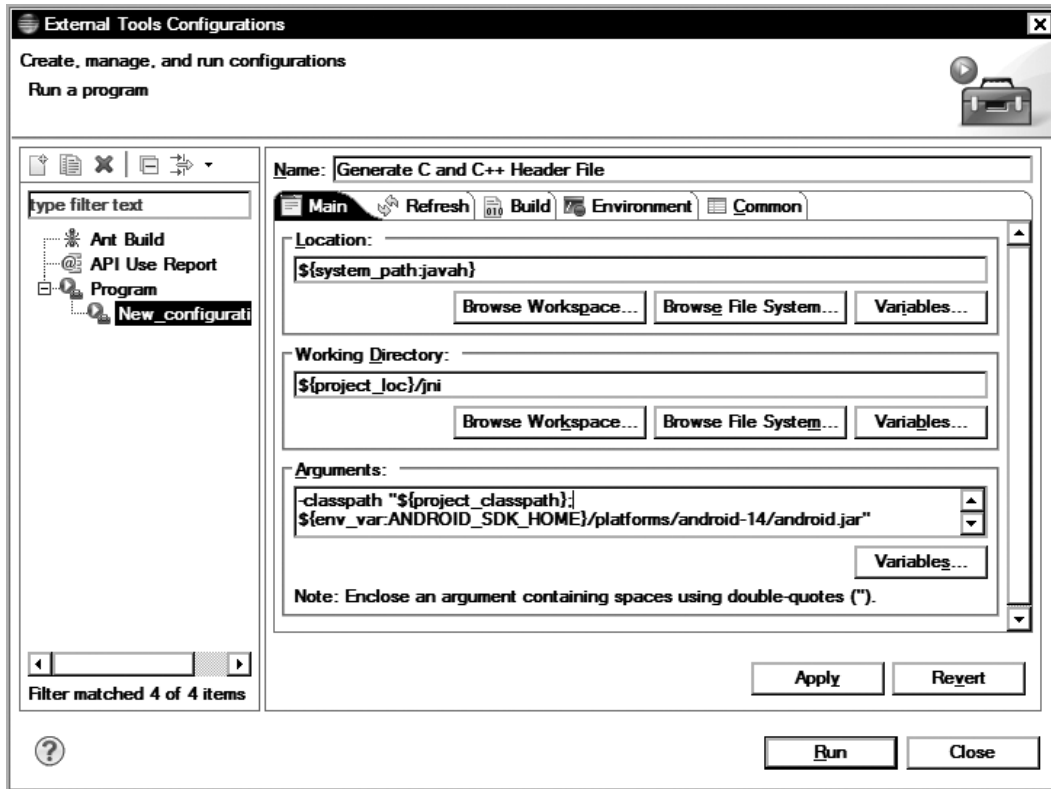 External Tools Configurations
Create, manage, and run configurations
Run a program
Name: Generate C and C++ Header File
type filter text
Ant Build
API Use Report
Program
New_configurati
Filter matched 4 of 4 items
Main Refresh Build Environment Common
Location:
${system_path:javah}
Browse Workspace... Browse File System... Variables...
Working Directory:
${project_loc}/jni
Browse Workspace... Browse File System... Variables...
Arguments:
-classpath "${project_classpath};
${env_var:ANDROID_SDK_HOME}/platforms/android-14/android.jar"
Variables...
Note: Enclose an argument containing spaces using double-quotes (").
Apply Revert
Run Close